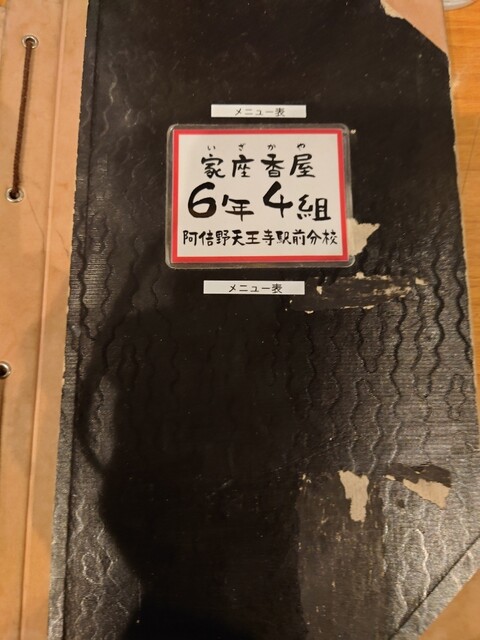 メニュー表
いざかや
家座香屋
6年4組
阿倍野天王寺駅前分校
メニュー表